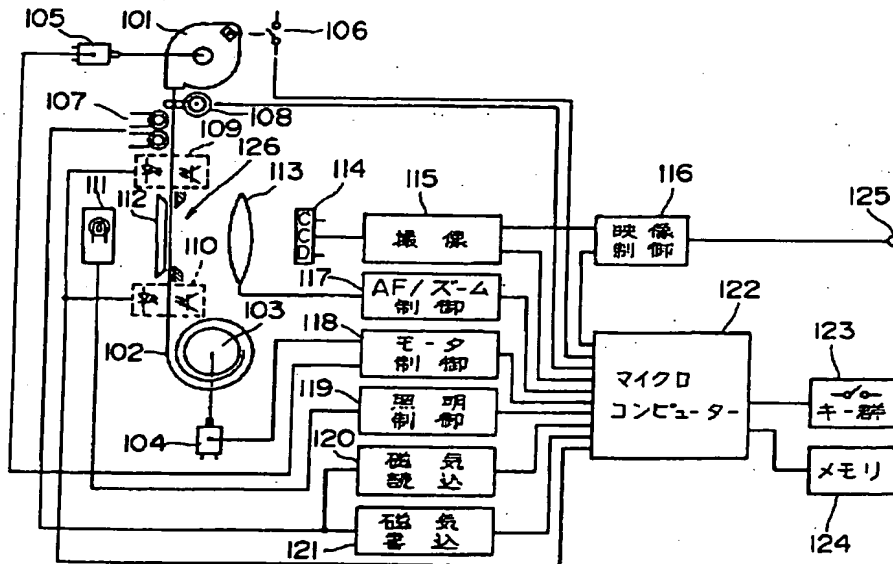 101
105
106
107
108
109
126
111
112
113
114
115
116
125
CCD
撮像
映像
制御
110
117
AF/ズーム
制御
122
103
118
モータ
制御
マイクロ
コンピューター
123
キー群
102
119
照明
制御
104
120
磁気
読込
メモリ
124
121
磁気
書込